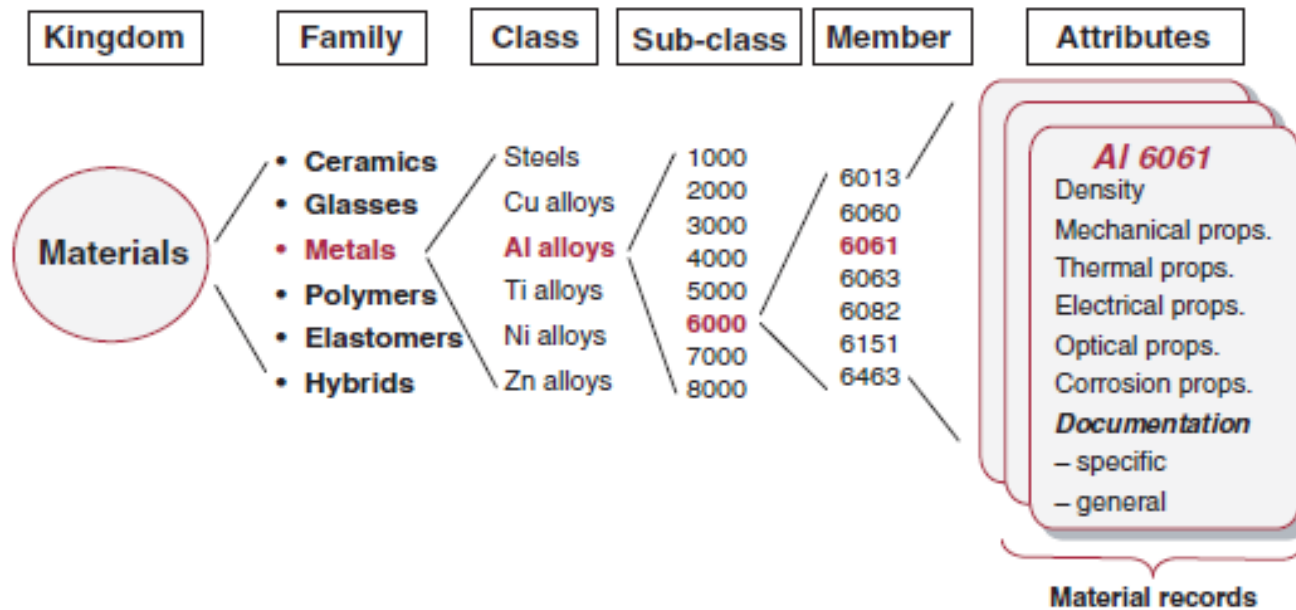 Kingdom
Family
Class
Sub-class
Member
Attributes
Materials
• Ceramics
• Glasses
• Metals
• Polymers
• Elastomers
• Hybrids
Steels
Cu alloys
Al alloys
Ti alloys
Ni alloys
Zn alloys
1000
2000
3000
4000
5000
6000
7000
8000
6013
6060
6061
6063
6082
6151
6463
Al 6061
Density
Mechanical props.
Thermal props.
Electrical props.
Optical props.
Corrosion props.
Documentation
– specific
– general
Material records